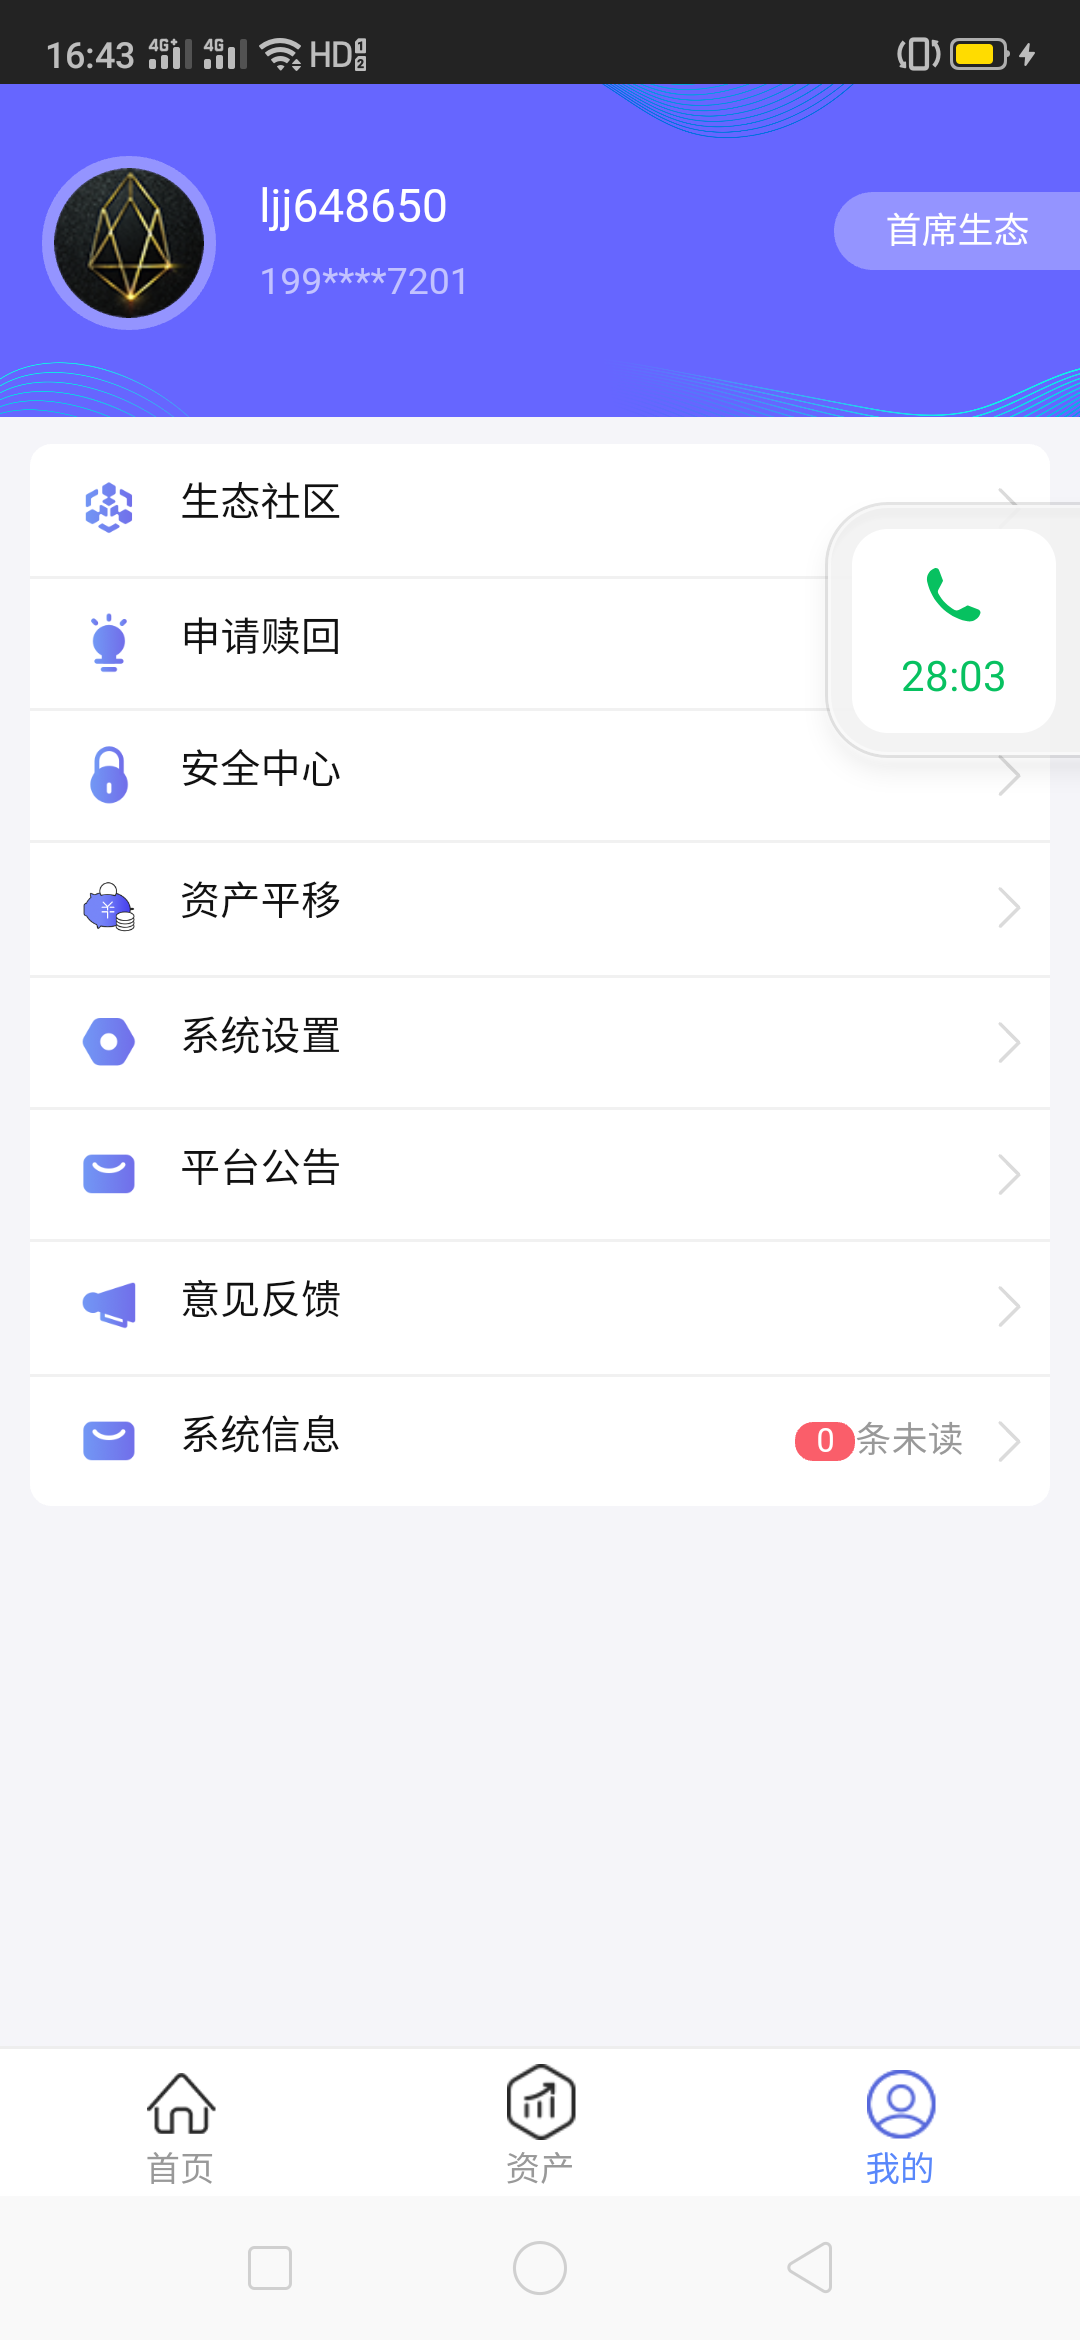 16:43 4G+ 4G HD 1 2
ljj648650
199****7201
首席生态
生态社区
申请赎回
28:03
安全中心
资产平移
系统设置
平台公告
意见反馈
系统信息 0 条未读
首页 资产 我的